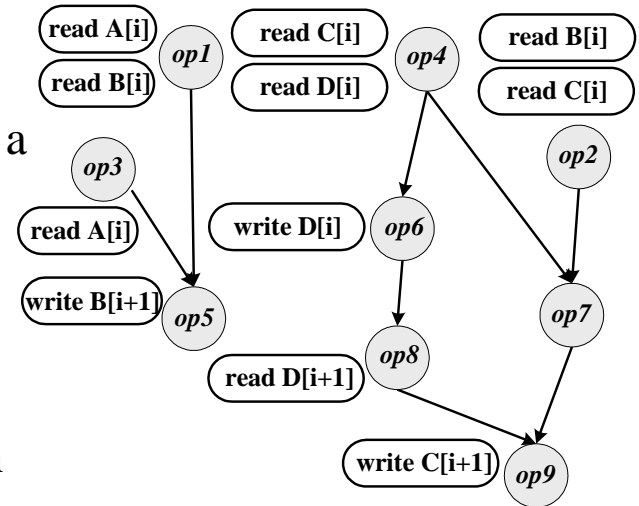 read A[i]
op1
read C[i]
op4
read B[i]
read B[i]
read D[i]
read C[i]
a
op3
op2
read A[i]
write D[i]
op6
write B[i+1]
op5
op7
op8
read D[i+1]
write C[i+1]
op9